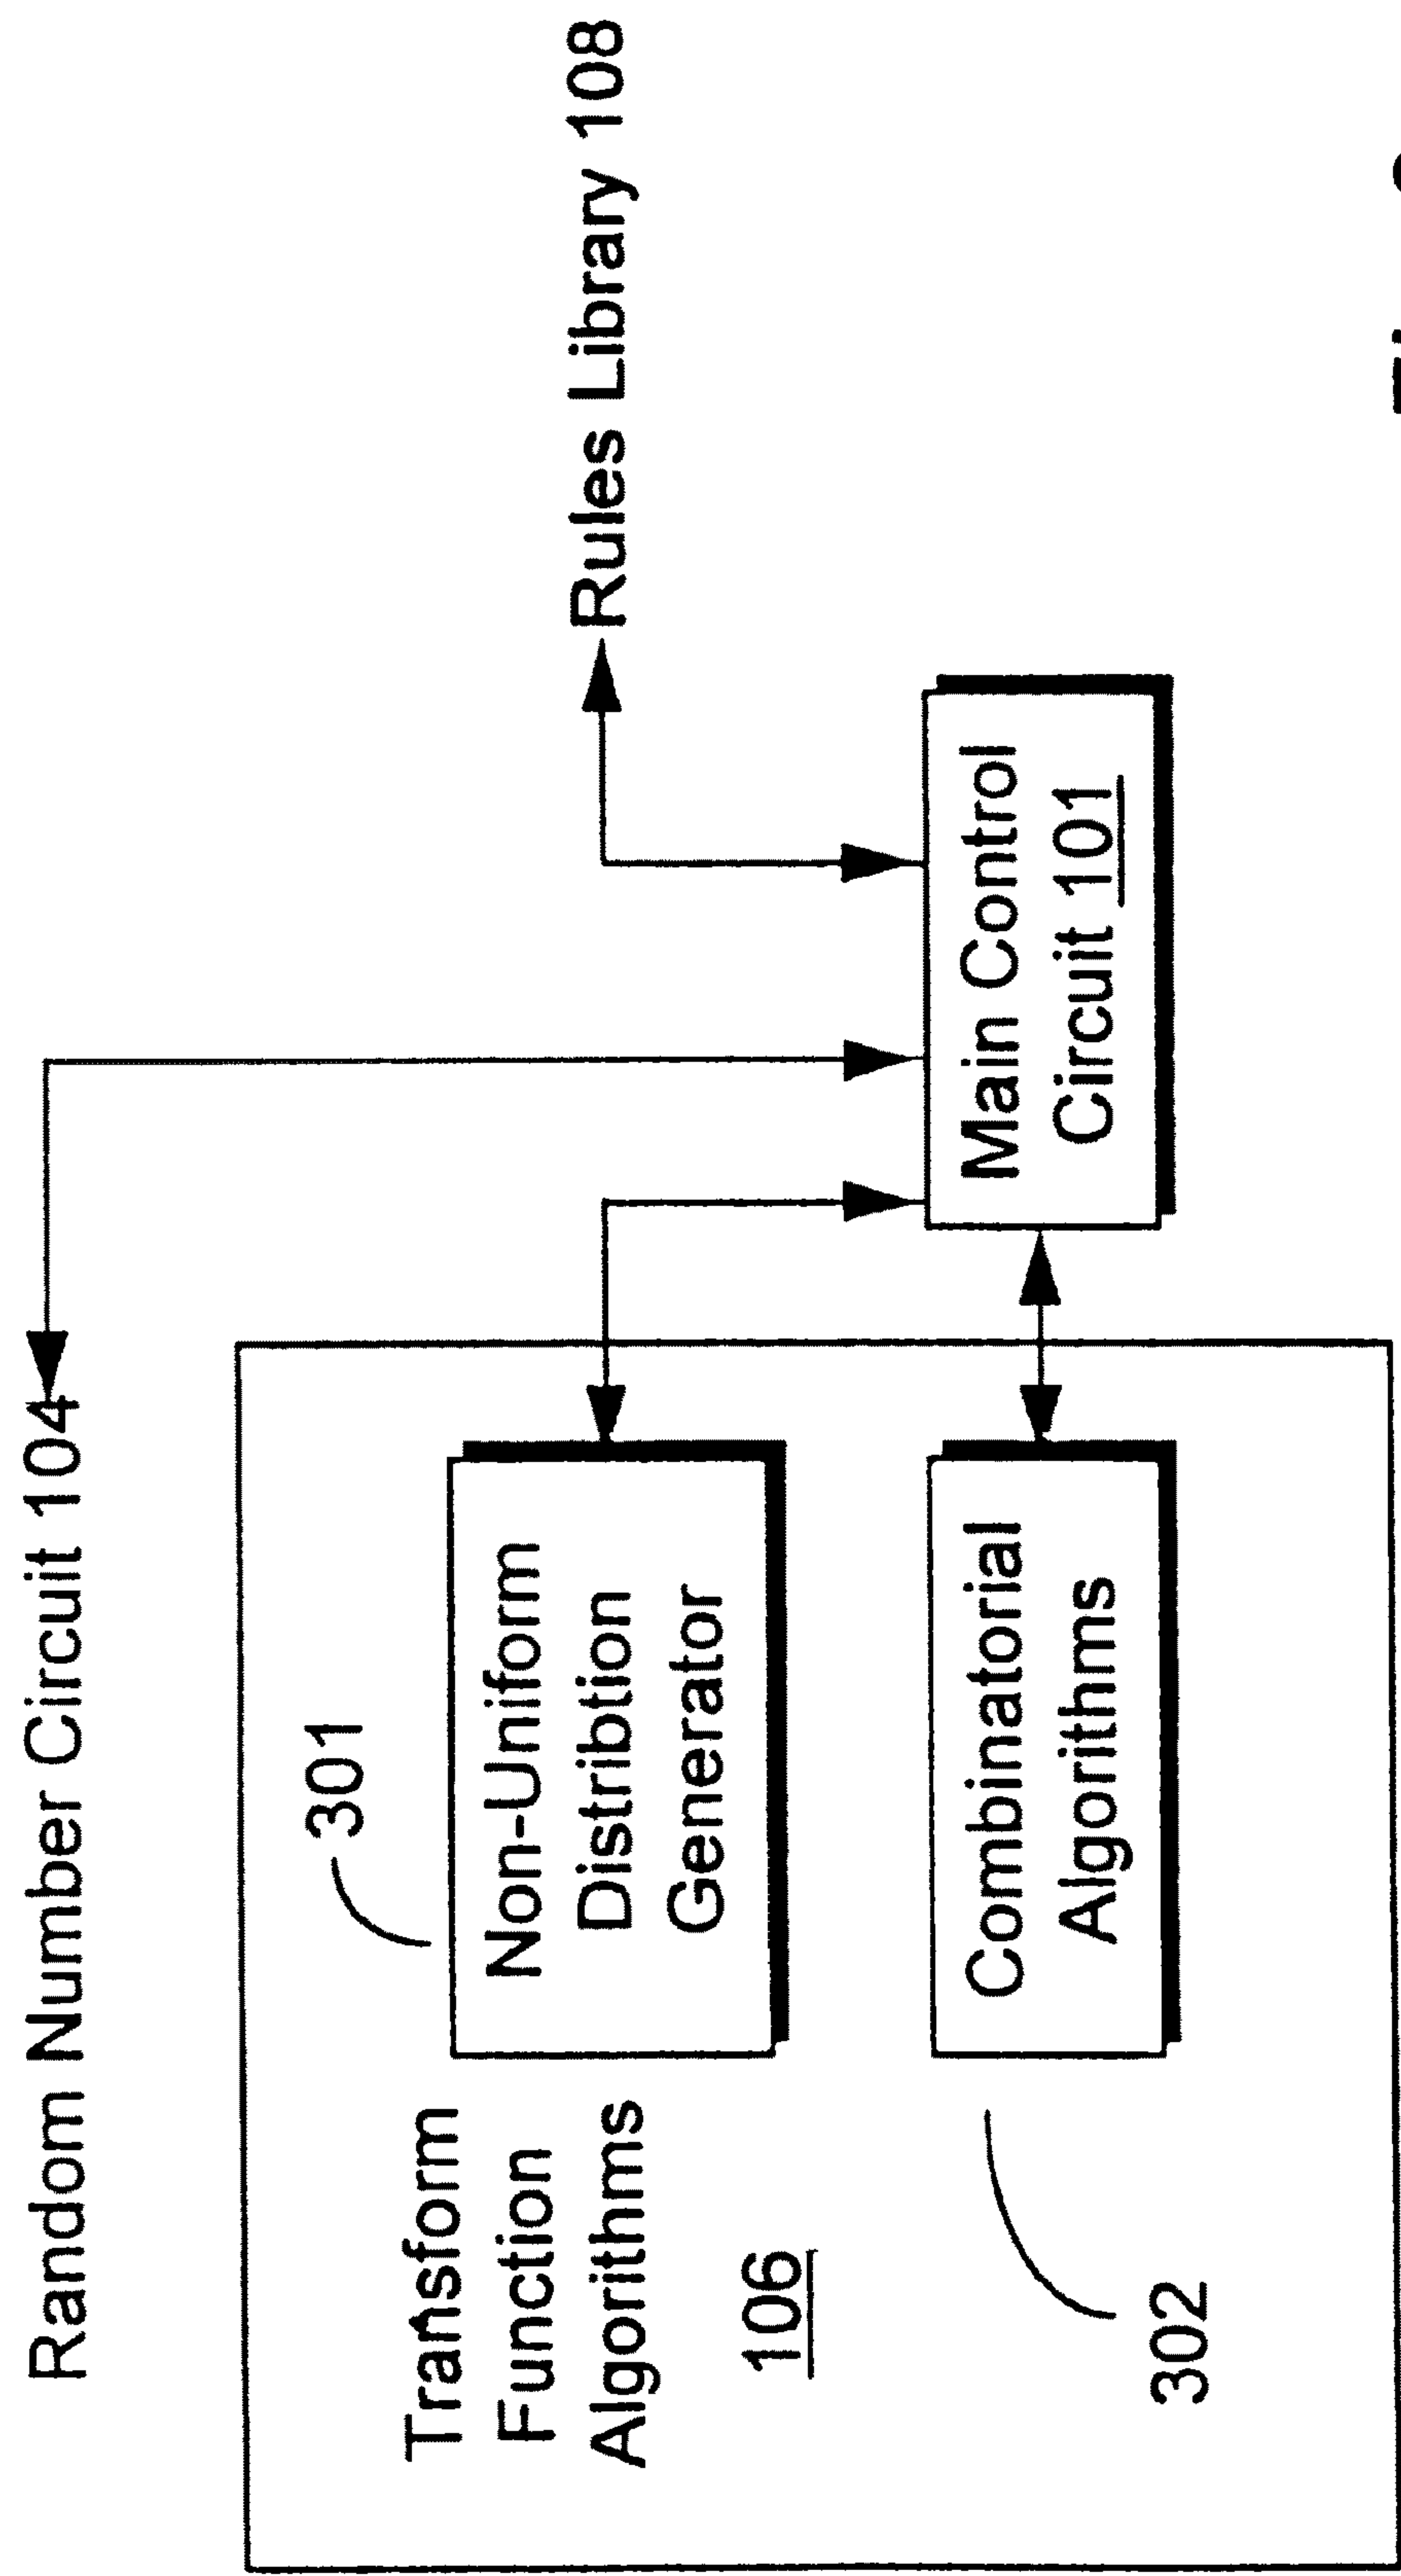 Random Number Circuit 104
Rules Library 108
301
Transform
Function
Algorithms
106
Non-Uniform
Distribtion
Generator
Main Control
Circuit 101
Combinatorial
Algorithms
302